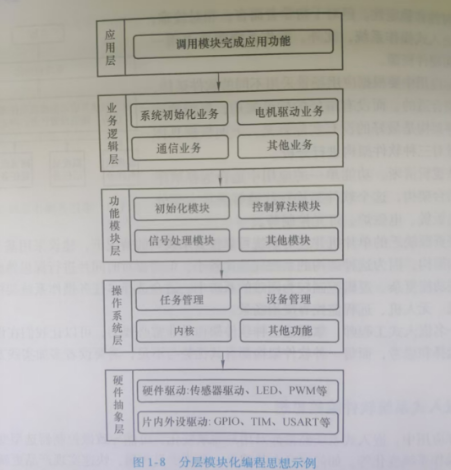 应用层
调用模块完成应用功能
业务逻辑层
系统初始化业务
电机驱动业务
通信业务
其他业务
功能模块层
初始化模块
控制算法模块
信号处理模块
其他模块
操作系统层
任务管理
设备管理
内核
其他功能
硬件抽象层
硬件驱动:传感器驱动、LED、PWM等
片内外设驱动: GPIO、TIM、USART等
图1-8 分层模块化编程思想示例